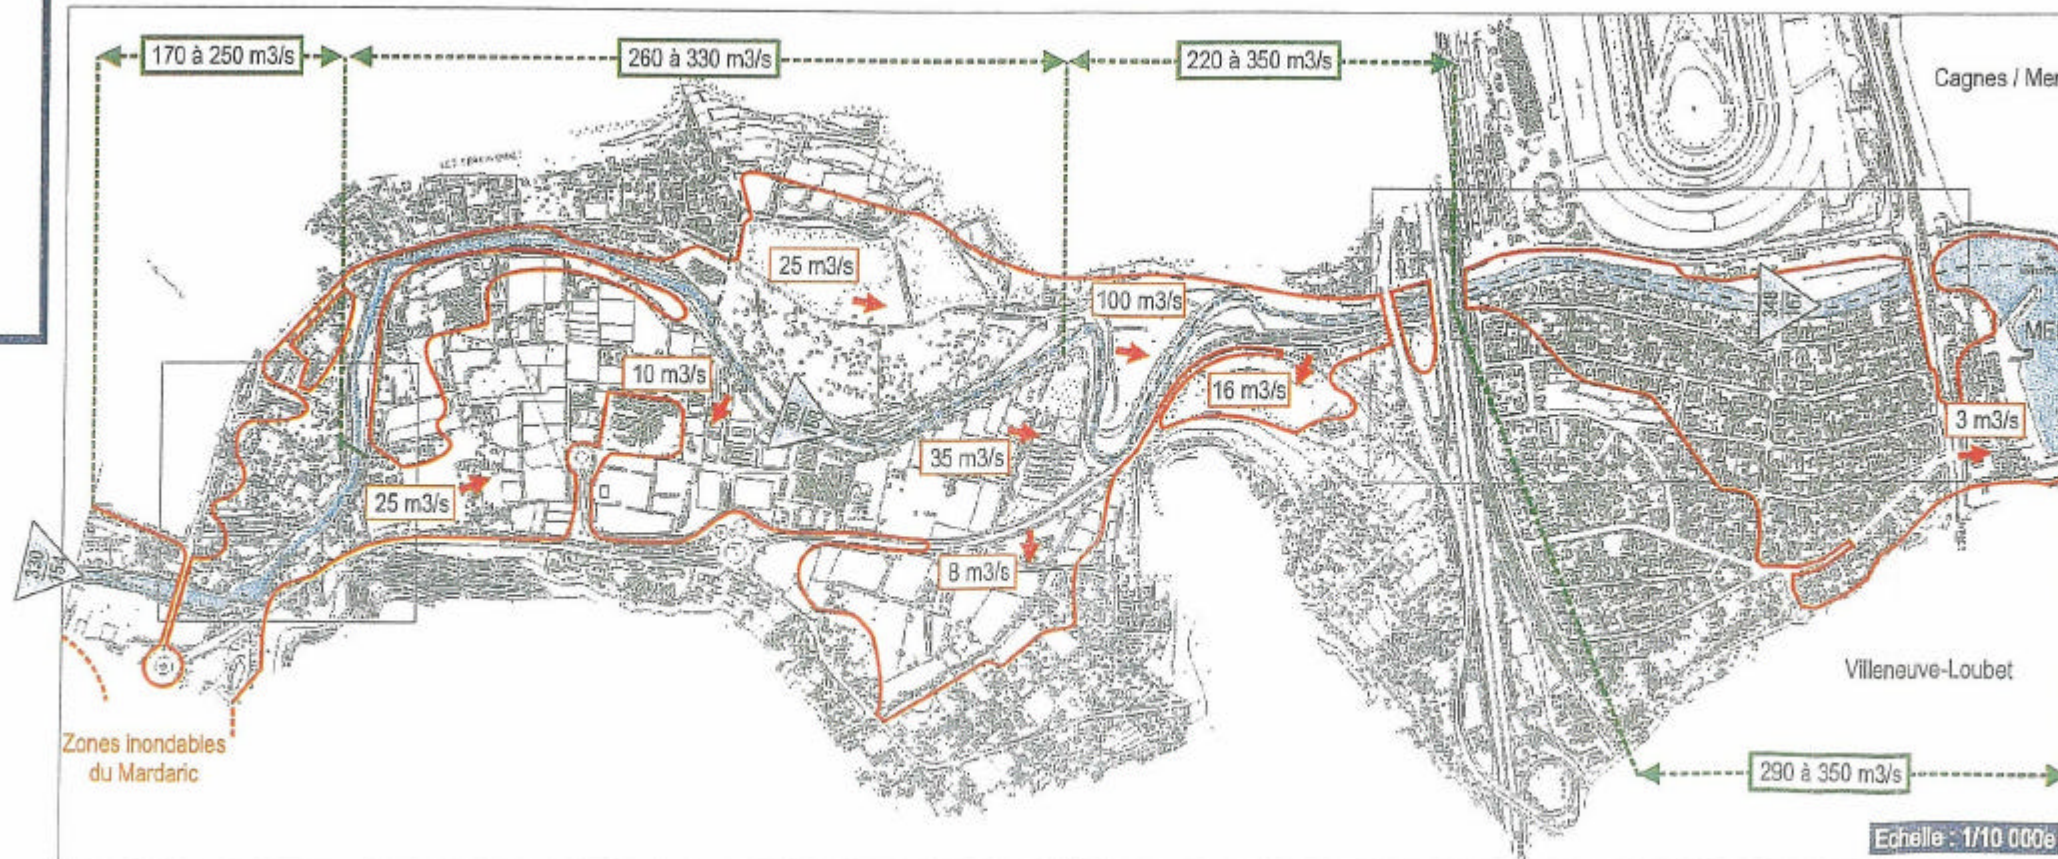 170 à 250 m3/s
260 à 330 m3/s
220 à 350 m3/s
Cagnes / Mer
25 m3/s
100 m3/s
10 m3/s
16 m3/s
35 m3/s
3 m3/s
25 m3/s
8 m3/s
Villeneuve-Loubet
Zones inondables
du Mardaric
290 à 350 m3/s
Echelle : 1/10 000e